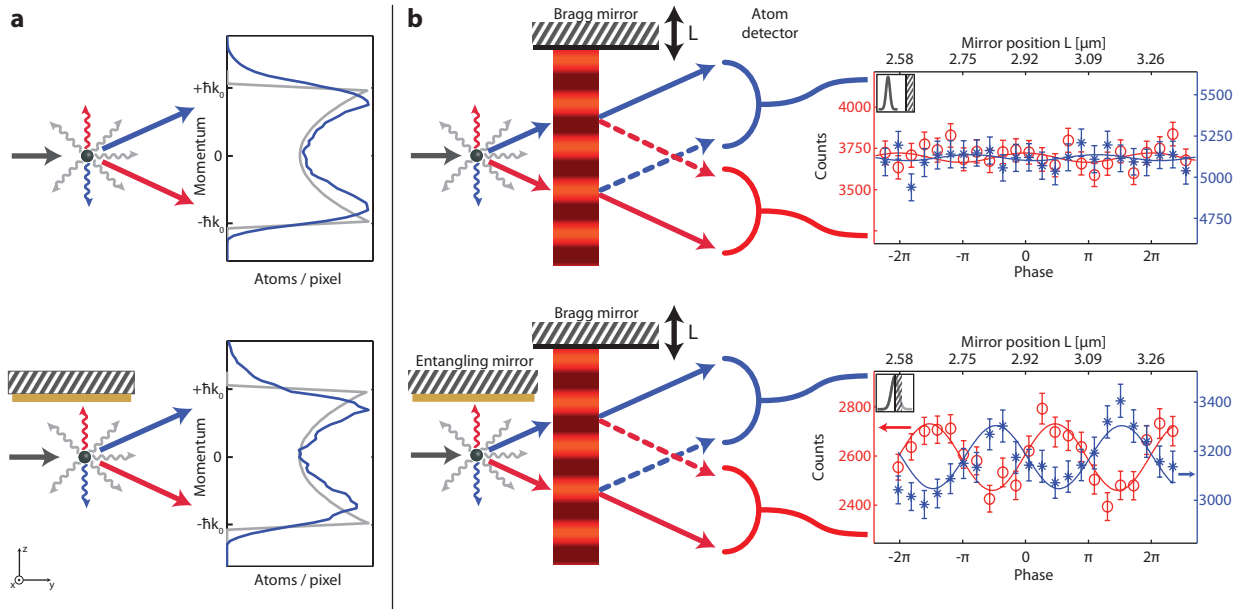 a
+ħk0
Momentum
0
-ħk0
Atoms / pixel
+ħk0
Momentum
0
-ħk0
Atoms / pixel
z
x
y
b
Bragg mirror
L
Atom
detector
Mirror position L [μm]
2.58 2.75 2.92 3.09 3.26
Counts
4000
3750
3500
5500
5250
5000
4750
-2π -π 0 π 2π
Phase
Bragg mirror
L
Entangling mirror
Mirror position L [μm]
2.58 2.75 2.92 3.09 3.26
Counts
2800
2600
2400
3400
3200
3000
-2π -π 0 π 2π
Phase